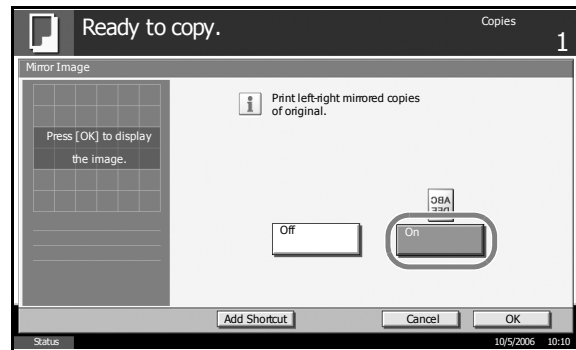 Ready to copy.
Copies
1
Mirror Image
Print left-right mirrored copies
of original.
Press [OK] to display
the image.
Off
On
Add Shortcut
Cancel
OK
Status
10/5/2006 10:10